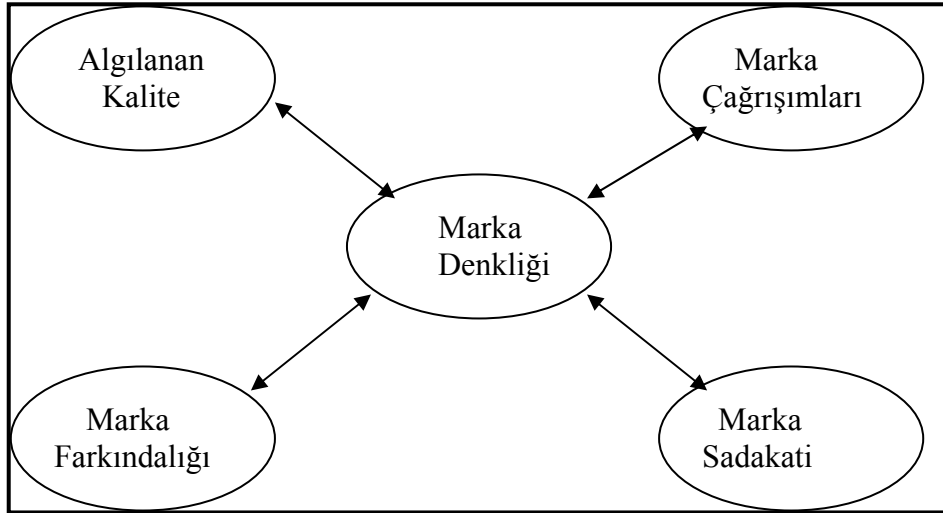 Algılanan
Kalite
Marka
Çağrışımları
Marka
Denkliği
Marka
Farkındalığı
Marka
Sadakati